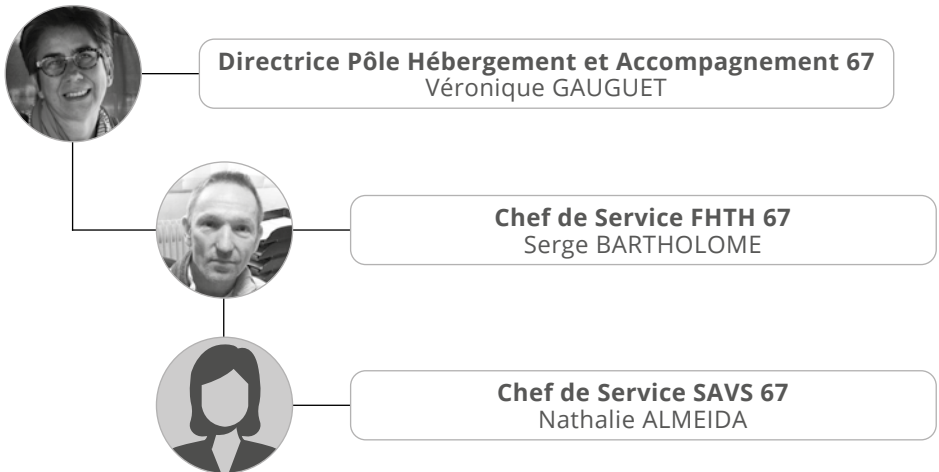 Directrice Pôle Hébergement et Accompagnement 67
Véronique GAUGUET
Chef de Service FHTH 67
Serge BARTHOLOME
Chef de Service SAVS 67
Nathalie ALMEIDA